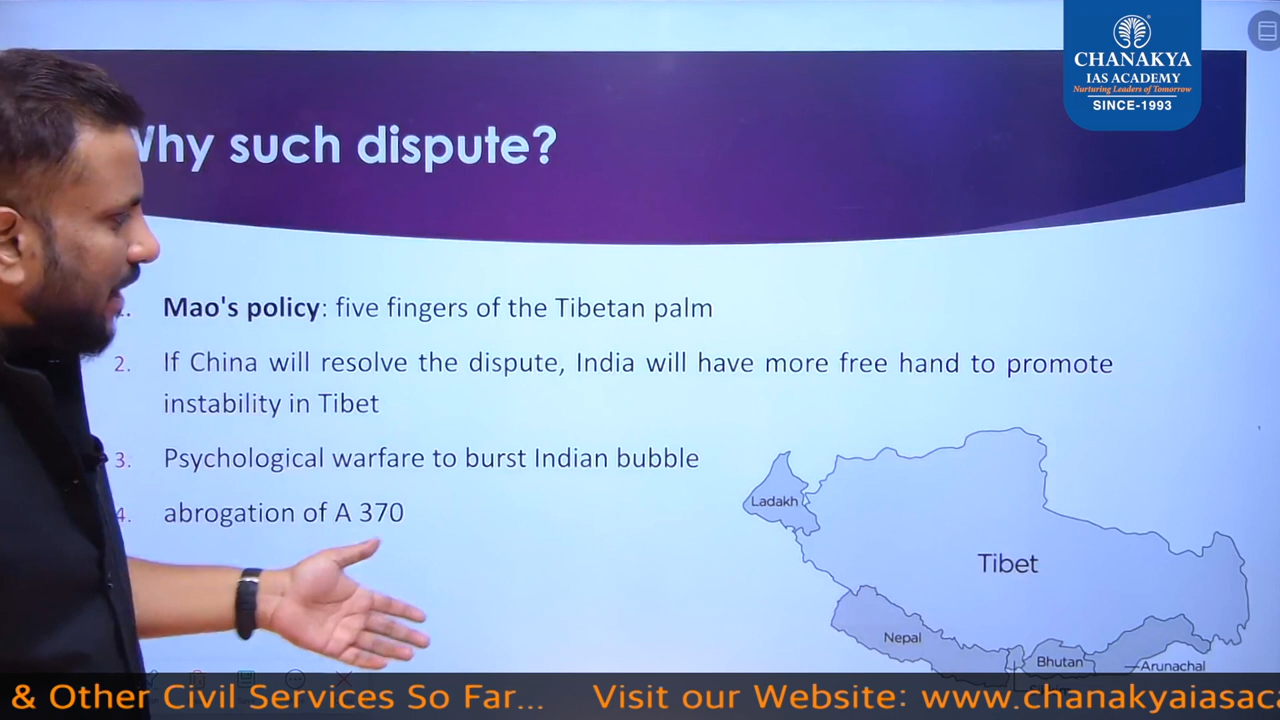 CHANAKYA
IAS ACADEMY
Nurturing Leaders of Tomorrow
SINCE-1993
Why such dispute?
1. Mao's policy: five fingers of the Tibetan palm
2. If China will resolve the dispute, India will have more free hand to promote
instability in Tibet
3. Psychological warfare to burst Indian bubble
4. abrogation of A 370
Ladakh
Tibet
Nepal
Bhutan
Arunachal
& Other Civil Services So Far... Visit our Website: www.chanakyaiasaca